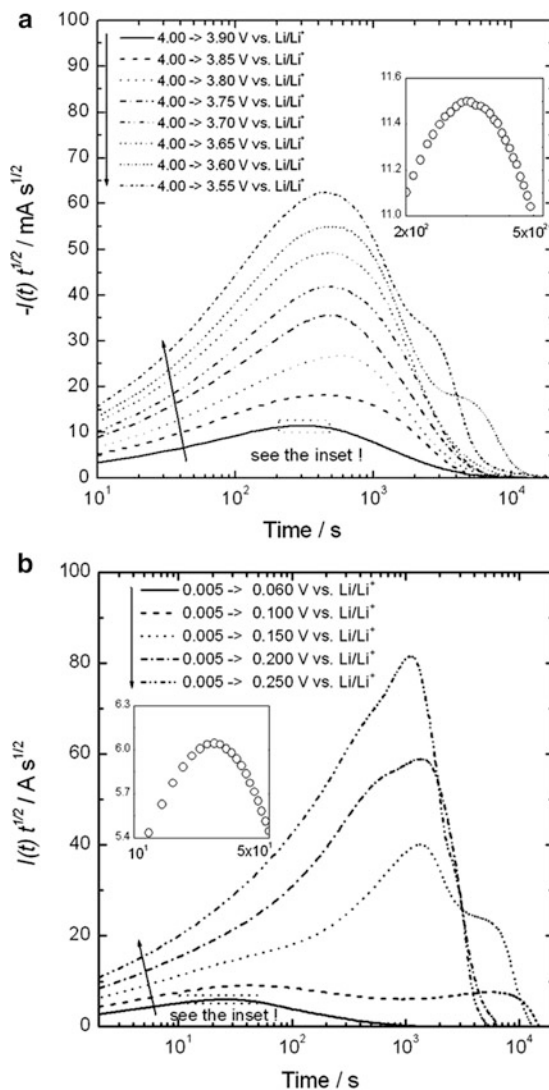 a
100
90
80
70
60
50
40
30
20
10
0
-I(t) t^1/2 / mA s^1/2
4.00 -> 3.90 V vs. Li/Li+
4.00 -> 3.85 V vs. Li/Li+
4.00 -> 3.80 V vs. Li/Li+
4.00 -> 3.75 V vs. Li/Li+
4.00 -> 3.70 V vs. Li/Li+
4.00 -> 3.65 V vs. Li/Li+
4.00 -> 3.60 V vs. Li/Li+
4.00 -> 3.55 V vs. Li/Li+
11.6
11.4
11.2
11.0
2x10^2 5x10^2
see the inset !
10^1 10^2 10^3 10^4
Time / s
b
100
80
60
40
20
0
I(t) t^1/2 / A s^1/2
0.005 -> 0.060 V vs. Li/Li+
0.005 -> 0.100 V vs. Li/Li+
0.005 -> 0.150 V vs. Li/Li+
0.005 -> 0.200 V vs. Li/Li+
0.005 -> 0.250 V vs. Li/Li+
6.3
6.0
5.7
5.4
10^1 5x10^1
see the inset !
10^1 10^2 10^3 10^4
Time / s